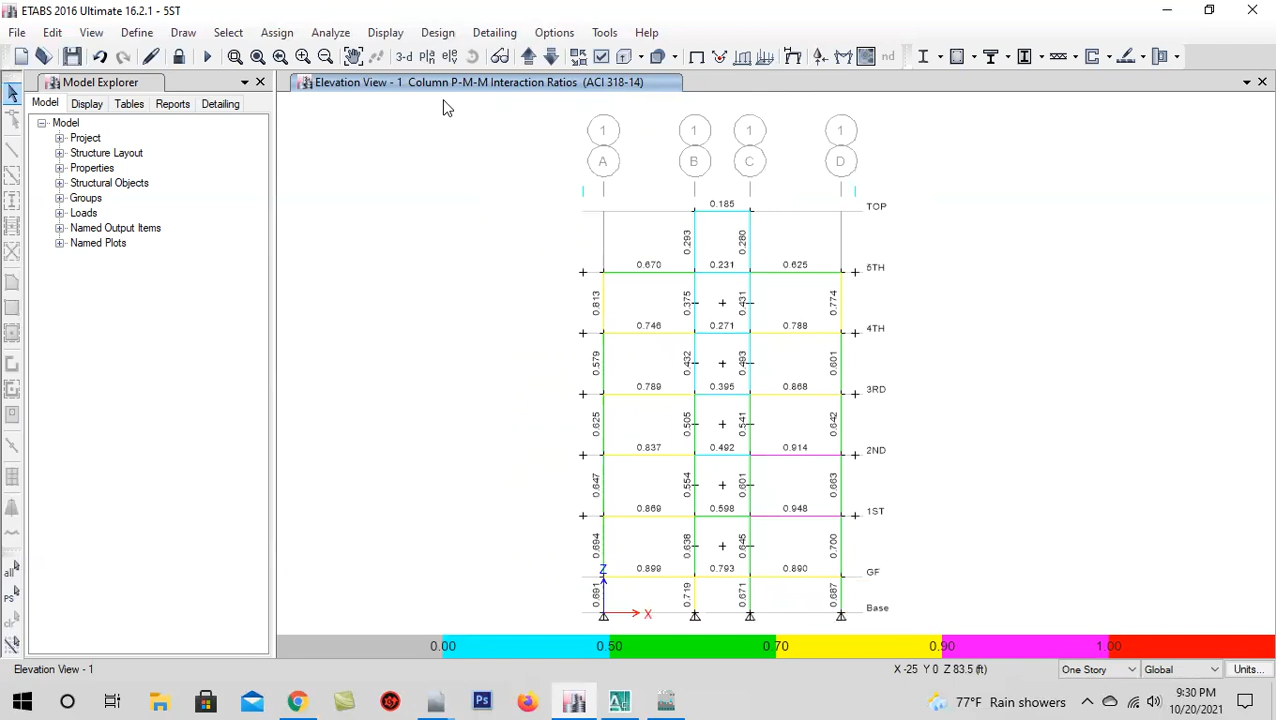 ETABS 2016 Ultimate 16.2.1 - 5ST
File Edit View Define Draw Select Assign Analyze Display Design Detailing Options Tools Help
3-d pla ele nd
Model Explorer
Elevation View - 1 Column P-M-M Interaction Ratios (ACI 318-14)
Model Display Tables Reports Detailing
Model
Project
Structure Layout
Properties
Structural Objects
Groups
Loads
Named Output Items
Named Plots
all
PS
clr
1 1 1 1
A B C D
0.185 TOP
0.293 0.280
0.670 0.231 0.625 5TH
0.813 0.375 0.431 0.774
0.746 0.271 0.788 4TH
0.579 0.432 0.493 0.601
0.789 0.395 0.868 3RD
0.625 0.505 0.541 0.642
0.837 0.492 0.914 2ND
0.647 0.554 0.601 0.663
0.869 0.598 0.948 1ST
0.694 0.638 0.645 0.700
Z 0.899 0.793 0.890 GF
0.691 0.719 0.671 0.687
X Base
0.00 0.50 0.70 0.90 1.00
Elevation View - 1
X -25 Y 0 Z 83.5 (ft) One Story Global Units...
Ps
77°F Rain showers
9:30 PM
10/20/2021